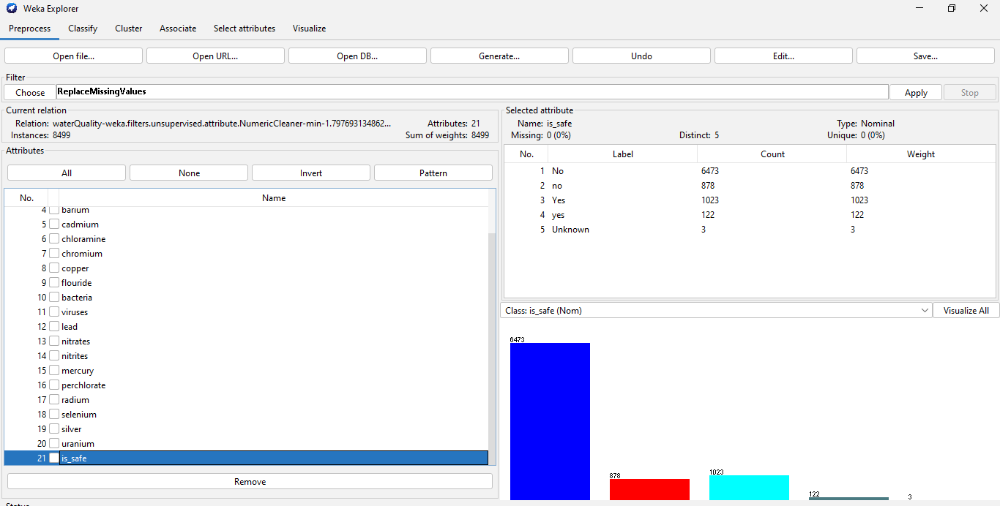 Weka Explorer
Preprocess Classify Cluster Associate Select attributes Visualize
Open file... Open URL... Open DB... Generate... Undo Edit... Save...
Filter
Choose ReplaceMissingValues Apply Stop
Current relation
Relation: waterQuality-weka.filters.unsupervised.attribute.NumericCleaner-min-1.797693134862... Attributes: 21
Instances: 8499 Sum of weights: 8499
Attributes
All None Invert Pattern
No. Name
4 barium
5 cadmium
6 chloramine
7 chromium
8 copper
9 flouride
10 bacteria
11 viruses
12 lead
13 nitrates
14 nitrites
15 mercury
16 perchlorate
17 radium
18 selenium
19 silver
20 uranium
21 is_safe
Remove
Status
Selected attribute
Name: is_safe Type: Nominal
Missing: 0 (0%) Distinct: 5 Unique: 0 (0%)
No. Label Count Weight
1 No 6473 6473
2 no 878 878
3 Yes 1023 1023
4 yes 122 122
5 Unknown 3 3
Class: is_safe (Nom) Visualize All
6473
878
1023
122
3